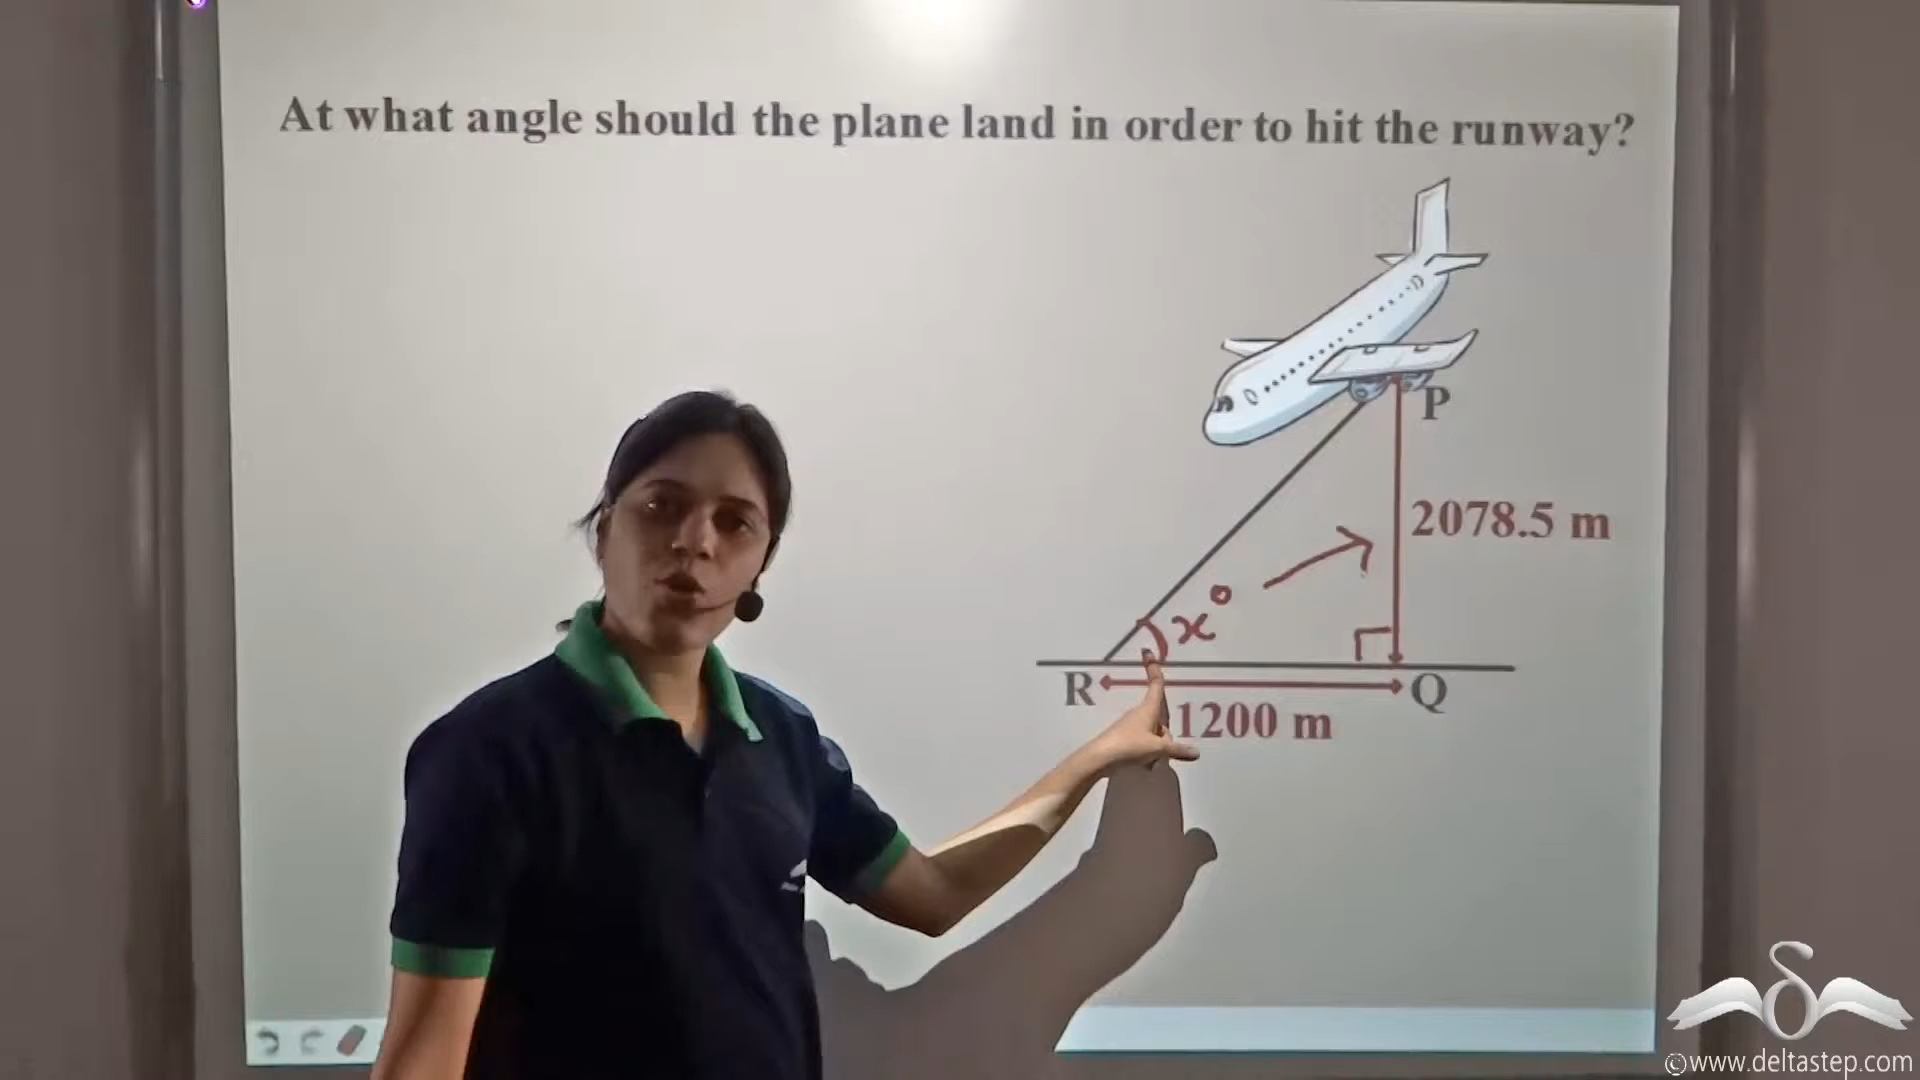 At what angle should the plane land in order to hit the runway?
P
2078.5 m
x°
R
Q
1200 m
©www.deltastep.com